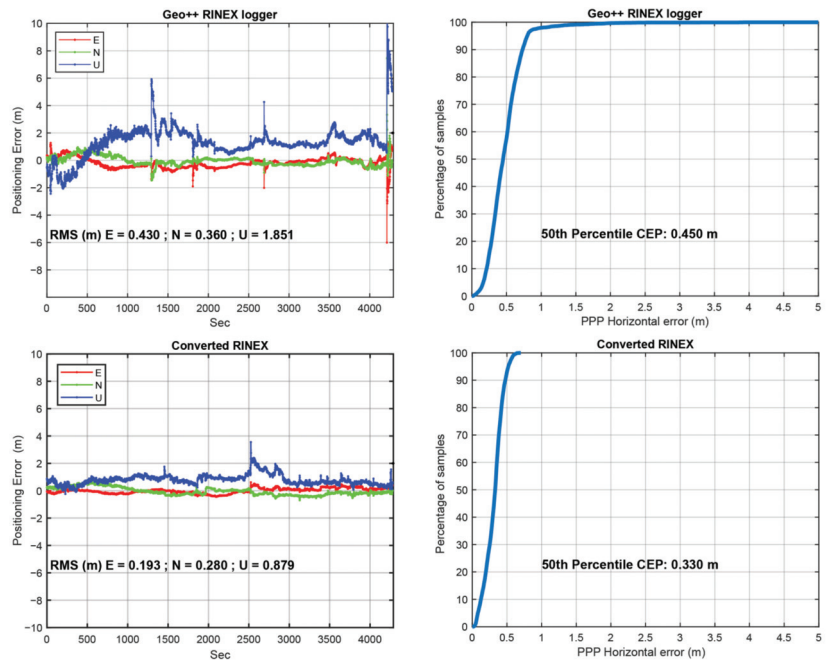 Geo++ RINEX logger
10
8
6
4
2
0
−2
−4
−6
−8
Positioning Error (m)
E
N
U
RMS (m) E = 0.430 ; N = 0.360 ; U = 1.851
0 500 1000 1500 2000 2500 3000 3500 4000
Sec
Geo++ RINEX logger
100
90
80
70
60
50
40
30
20
10
0
Percentage of samples
50th Percentile CEP: 0.450 m
0 0.5 1 1.5 2 2.5 3 3.5 4 4.5 5
PPP Horizontal error (m)
Converted RINEX
10
8
6
4
2
0
−2
−4
−6
−8
−10
Positioning Error (m)
E
N
U
RMS (m) E = 0.193 ; N = 0.280 ; U = 0.879
0 500 1000 1500 2000 2500 3000 3500 4000
Sec
Converted RINEX
100
90
80
70
60
50
40
30
20
10
0
Percentage of samples
50th Percentile CEP: 0.330 m
0 0.5 1 1.5 2 2.5 3 3.5 4 4.5 5
PPP Horizontal error (m)